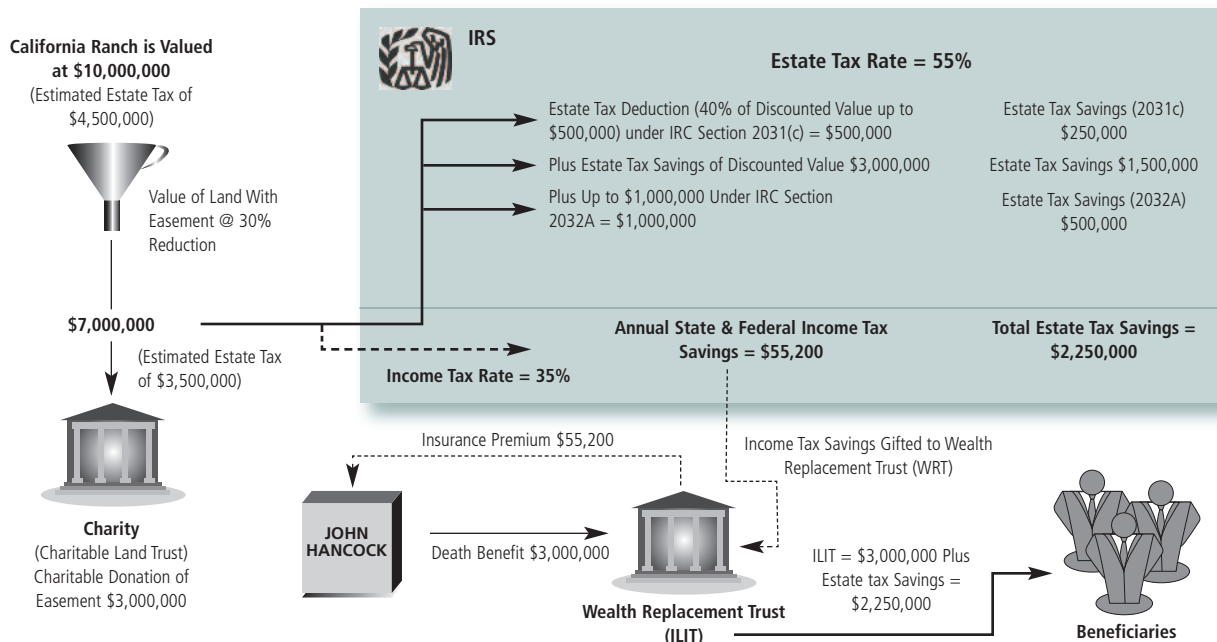 California Ranch is Valued
at $10,000,000
(Estimated Estate Tax of
$4,500,000)
Value of Land With
Easement @ 30%
Reduction
$7,000,000
(Estimated Estate Tax
of $3,500,000)
Charity
(Charitable Land Trust)
Charitable Donation of
Easement $3,000,000
IRS
Estate Tax Rate = 55%
Estate Tax Deduction (40% of Discounted Value up to
$500,000) under IRC Section 2031(c) = $500,000
Estate Tax Savings (2031c)
$250,000
Plus Estate Tax Savings of Discounted Value $3,000,000
Estate Tax Savings $1,500,000
Plus Up to $1,000,000 Under IRC Section
2032A = $1,000,000
Estate Tax Savings (2032A)
$500,000
Annual State & Federal Income Tax
Savings = $55,200
Total Estate Tax Savings =
$2,250,000
Income Tax Rate = 35%
Insurance Premium $55,200
Income Tax Savings Gifted to Wealth
Replacement Trust (WRT)
JOHN
HANCOCK
Death Benefit $3,000,000
Wealth Replacement Trust
(ILIT)
ILIT = $3,000,000 Plus
Estate tax Savings =
$2,250,000
Beneficiaries